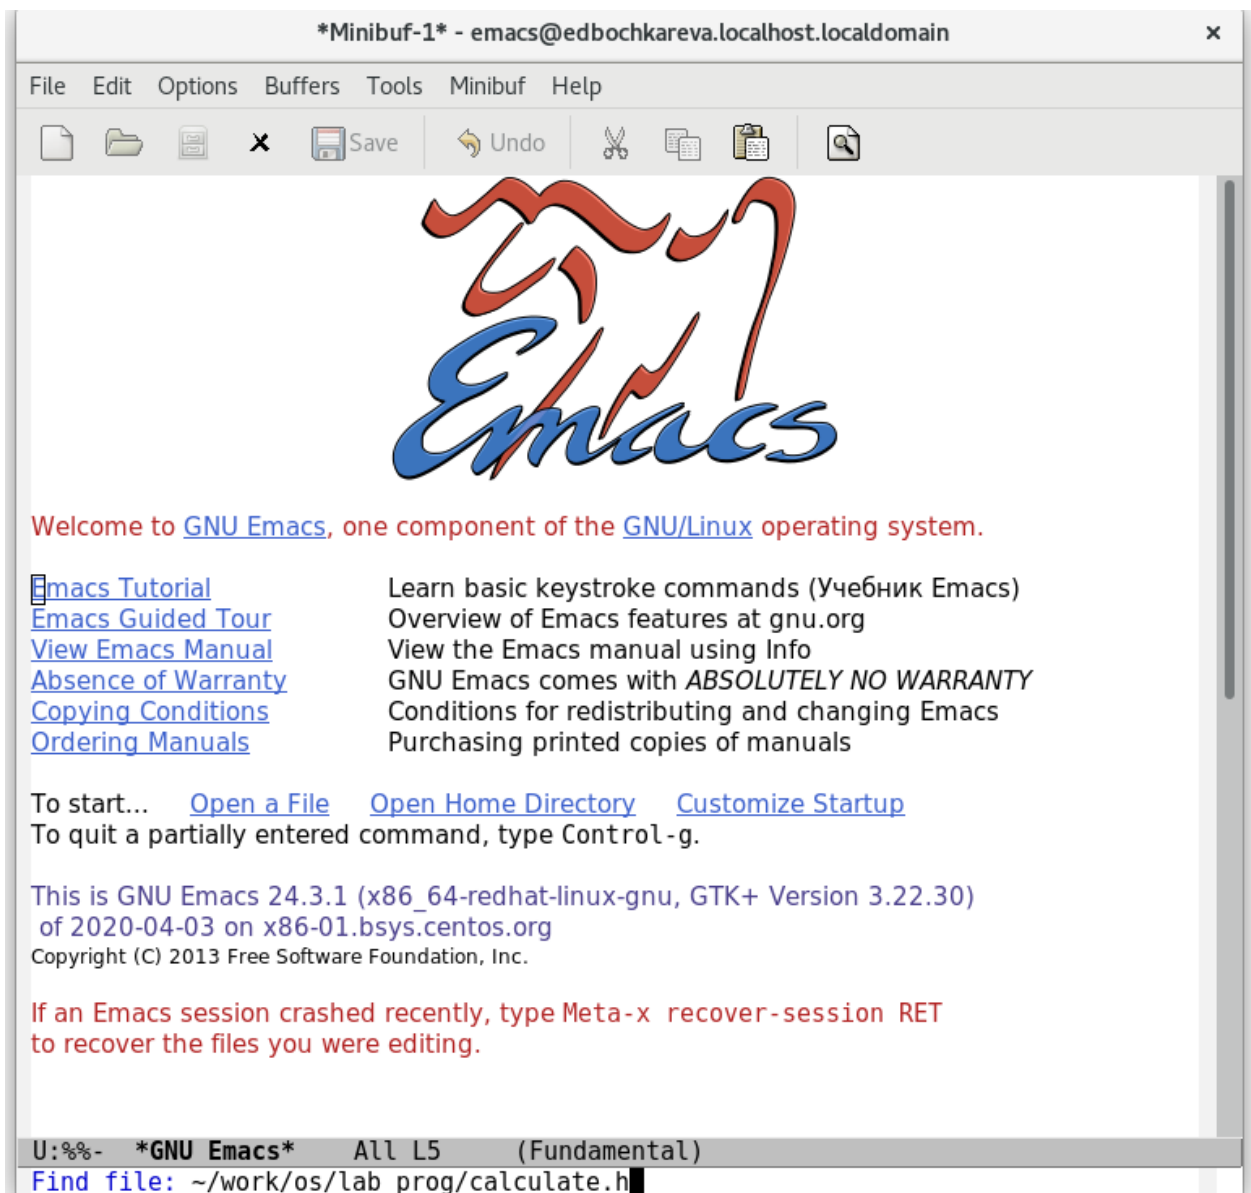 *Minibuf-1* - emacs@edbochkareva.localhost.localdomain ×
File Edit Options Buffers Tools Minibuf Help
Save Undo
Emacs
Welcome to GNU Emacs, one component of the GNU/Linux operating system.
Emacs Tutorial Learn basic keystroke commands (Учебник Emacs)
Emacs Guided Tour Overview of Emacs features at gnu.org
View Emacs Manual View the Emacs manual using Info
Absence of Warranty GNU Emacs comes with ABSOLUTELY NO WARRANTY
Copying Conditions Conditions for redistributing and changing Emacs
Ordering Manuals Purchasing printed copies of manuals
To start... Open a File Open Home Directory Customize Startup
To quit a partially entered command, type Control-g.
This is GNU Emacs 24.3.1 (x86_64-redhat-linux-gnu, GTK+ Version 3.22.30)
of 2020-04-03 on x86-01.bsys.centos.org
Copyright (C) 2013 Free Software Foundation, Inc.
If an Emacs session crashed recently, type Meta-x recover-session RET
to recover the files you were editing.
U:%%- *GNU Emacs* All L5 (Fundamental)
Find file: ~/work/os/lab_prog/calculate.h